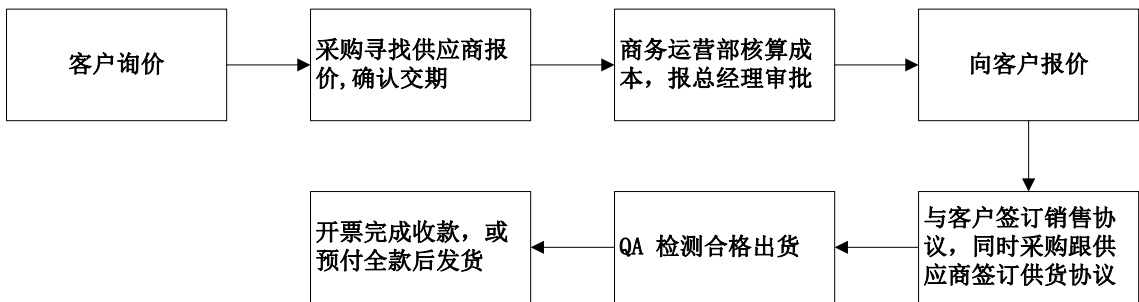 客户询价
采购寻找供应商报
价,确认交期
商务运营部核算成
本，报总经理审批
向客户报价
与客户签订销售协
议，同时采购跟供
应商签订供货协议
QA 检测合格出货
开票完成收款，或
预付全款后发货